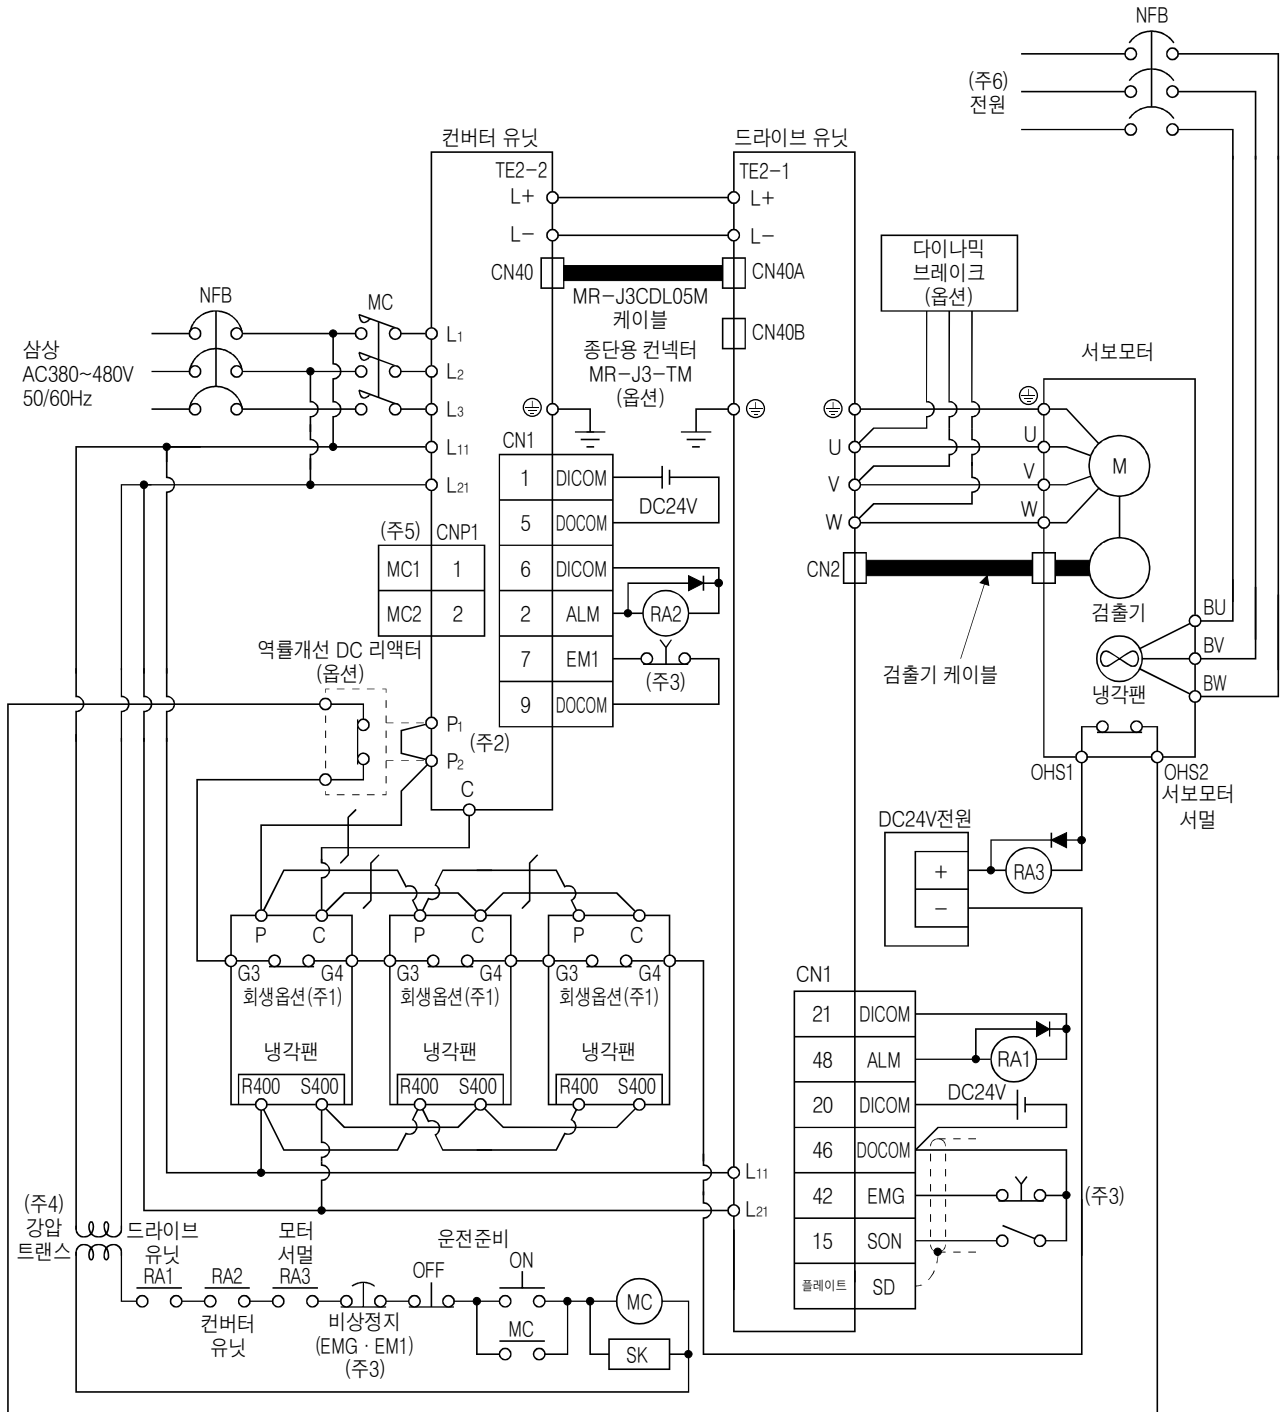 NFB
(주6)
전원
컨버터 유닛
드라이브 유닛
TE2-2
TE2-1
L+
L+
L-
L-
CN40
CN40A
MR-J3CDL05M
케이블
CN40B
종단용 컨넥터
MR-J3-TM
(옵션)
다이나믹
브레이크
(옵션)
NFB
MC
삼상
AC380~480V
50/60Hz
L1
L2
L3
L11
L21
서보모터
U
V
W
U
V
W
M
CN2
검출기
검출기 케이블
BU
BV
BW
냉각팬
OHS1
OHS2
서보모터
서멀
CN1
1 DICOM
5 DOCOM
DC24V
6 DICOM
2 ALM
RA2
7 EM1
(주3)
9 DOCOM
(주5) CNP1
MC1 1
MC2 2
역률개선 DC 리액터
(옵션)
P1
(주2)
P2
C
DC24V전원
+
-
RA3
P C P C P C
G3 G4 G3 G4 G3 G4
회생옵션(주1) 회생옵션(주1) 회생옵션(주1)
냉각팬 냉각팬 냉각팬
R400 S400 R400 S400 R400 S400
CN1
21 DICOM
48 ALM
RA1
DC24V
20 DICOM
46 DOCOM
42 EMG
(주3)
15 SON
플레이트 SD
L11
L21
(주4)
강압
트랜스
드라이브
유닛
RA1
RA2
컨버터
유닛
모터
서멀
RA3
비상정지
(EMG · EM1)
(주3)
OFF
운전준비
ON
MC
MC
SK